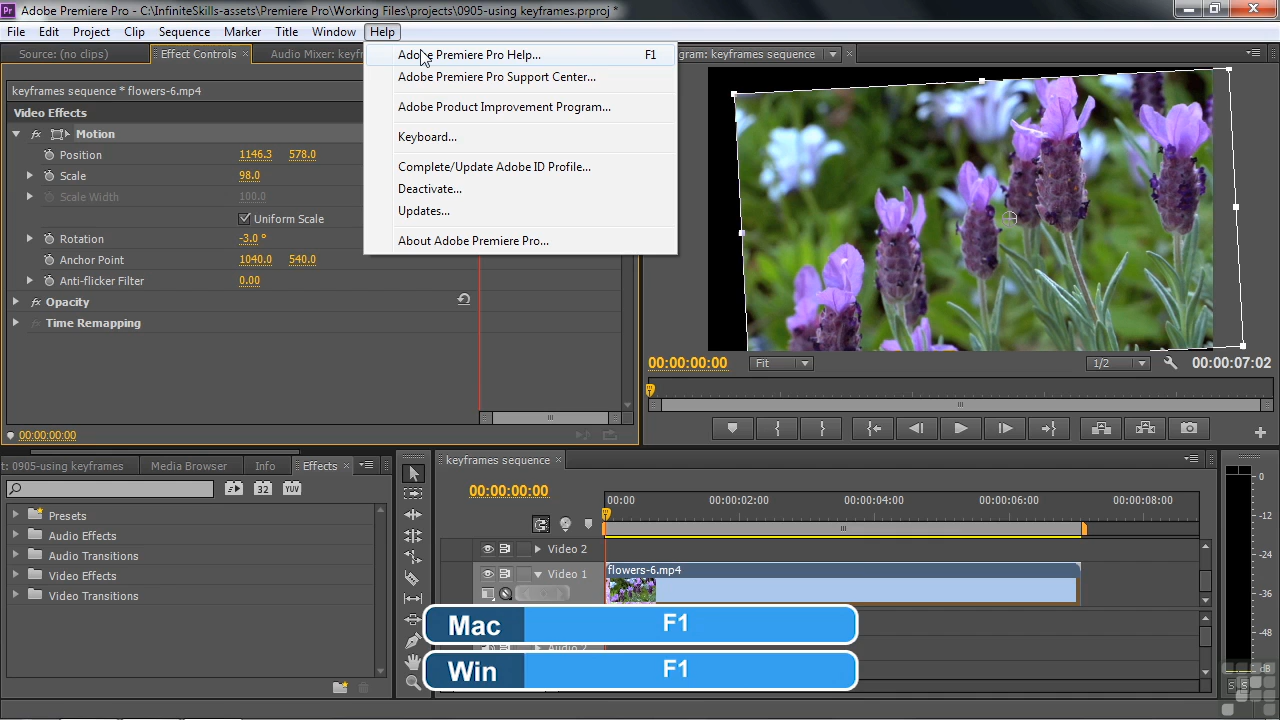 Pr Adobe Premiere Pro - C:\InfiniteSkills-assets\Premiere Pro\Working Files\projects\0905-using keyframes.prproj *
File Edit Project Clip Sequence Marker Title Window Help
Source: (no clips) Effect Controls × Audio Mixer: keyfr
gram: keyframes sequence ×
Adobe Premiere Pro Help... F1
Adobe Premiere Pro Support Center...
Adobe Product Improvement Program...
Keyboard...
Complete/Update Adobe ID Profile...
Deactivate...
Updates...
About Adobe Premiere Pro...
keyframes sequence * flowers-6.mp4
Video Effects
fx Motion
Position 1146.3 578.0
Scale 98.0
Scale Width 100.0
Uniform Scale
Rotation -3.0 °
Anchor Point 1040.0 540.0
Anti-flicker Filter 0.00
fx Opacity
Time Remapping
00:00:00:00
00:00:00:00 Fit 1/2 00:00:07:02
t: 0905-using keyframes Media Browser Info Effects ×
32 YUV
Presets
Audio Effects
Audio Transitions
Video Effects
Video Transitions
keyframes sequence ×
00:00:00:00
00:00 00:00:02:00 00:00:04:00 00:00:06:00 00:00:08:00
Video 2
Video 1
flowers-6.mp4
Audio 2
Mac F1
Win F1
0
-12
-24
-36
-48
dB
S S